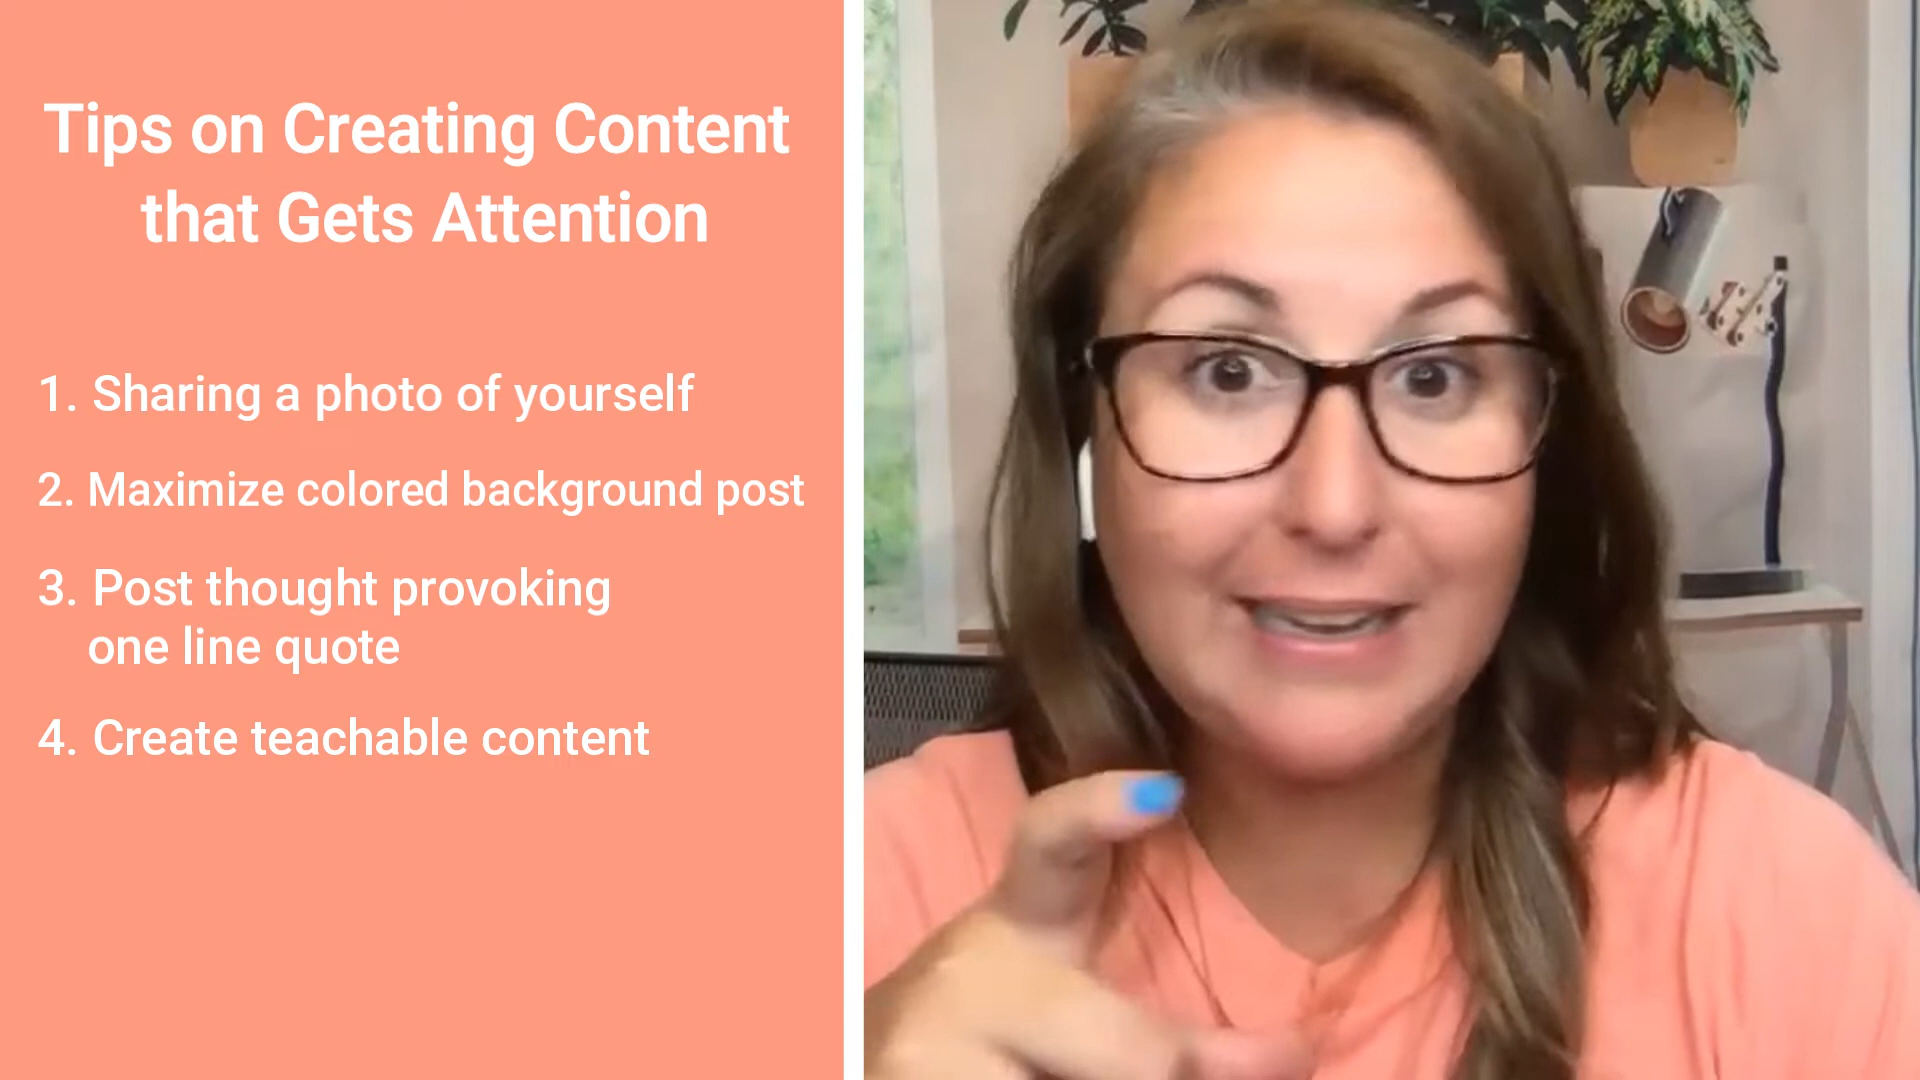 Tips on Creating Content
that Gets Attention
1. Sharing a photo of yourself
2. Maximize colored background post
3. Post thought provoking
one line quote
4. Create teachable content